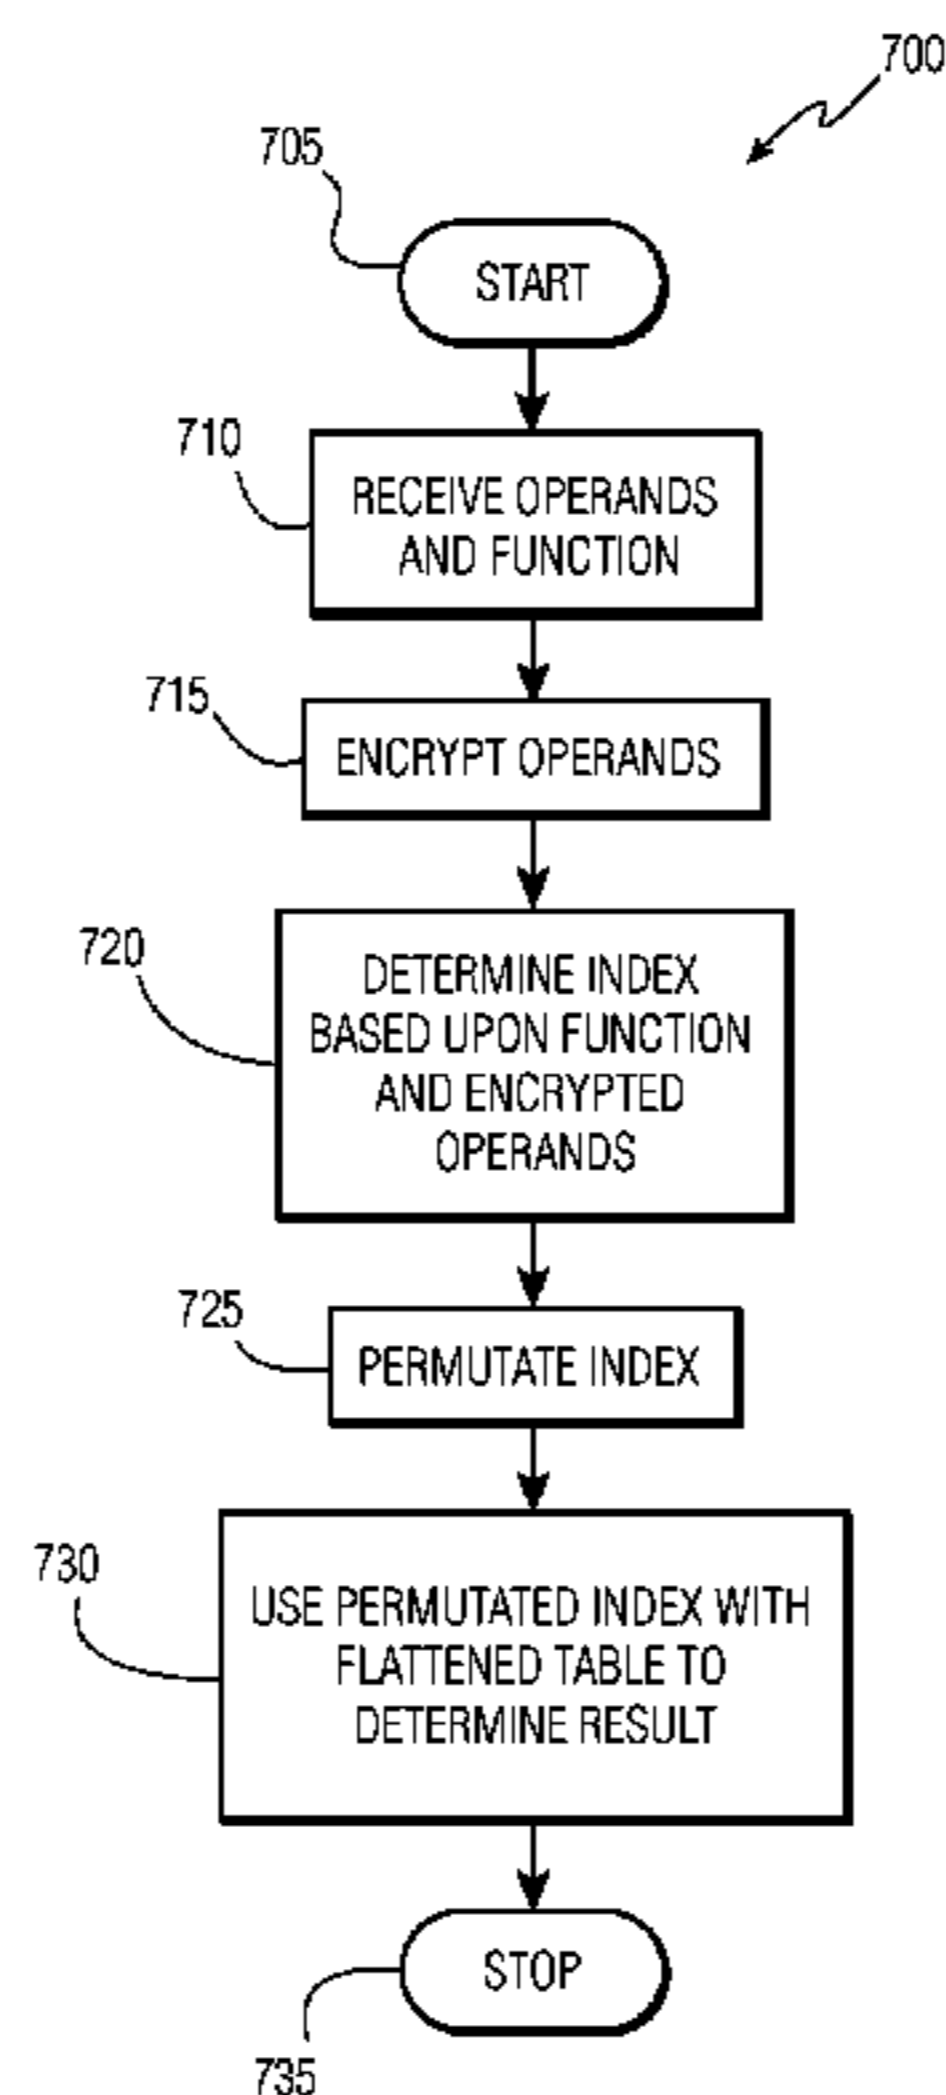 700
705
START
710
RECEIVE OPERANDS
AND FUNCTION
715
ENCRYPT OPERANDS
720
DETERMINE INDEX
BASED UPON FUNCTION
AND ENCRYPTED
OPERANDS
725
PERMUTATE INDEX
730
USE PERMUTATED INDEX WITH
FLATTENED TABLE TO
DETERMINE RESULT
STOP
735